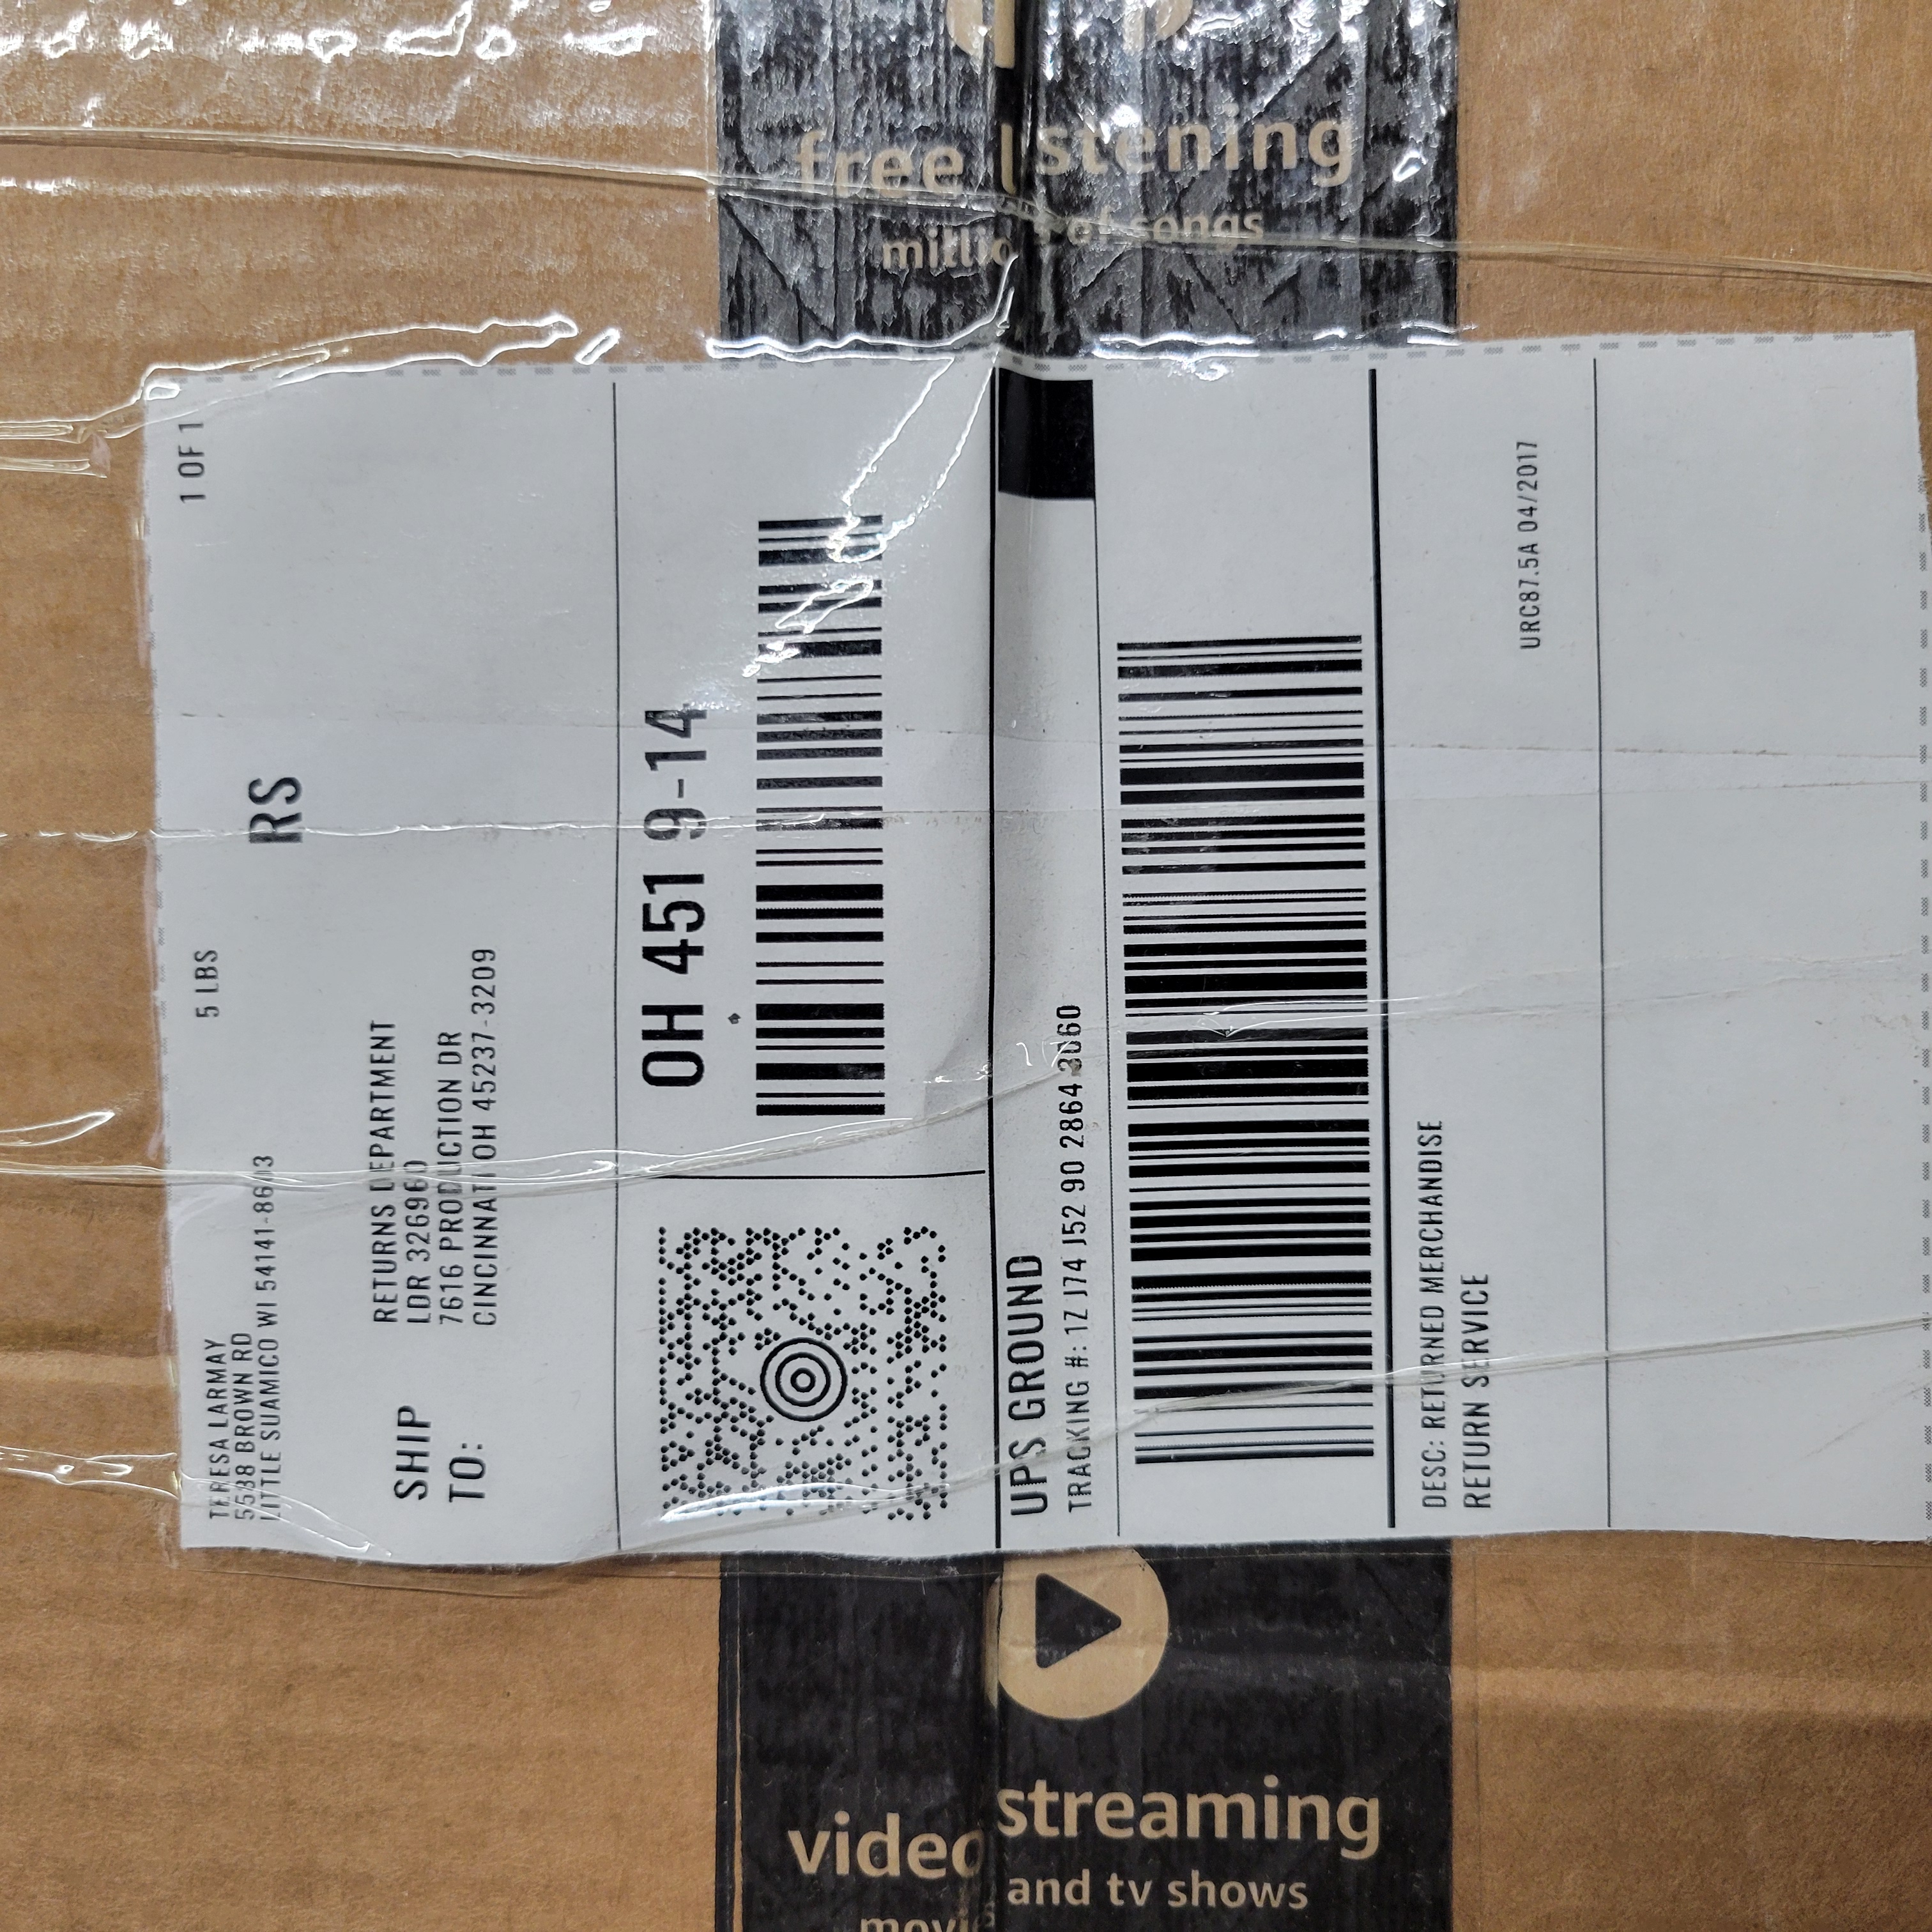 free listening
of songs
TERESA LARMAY
5538 BROWN RD
LITTLE SUAMICO WI 54141
5 LBS
1 OF 1
RS
SHIP
TO:
RETURNS DEPARTMENT
LDR
7616 PRODUCTION DR
CINCINNATI OH 45237-3209
OH 451 9-14
UPS GROUND
TRACKING #: 1Z J74 J52 90 2864 3060
DESC: RETURNED MERCHANDISE
RETURN SERVICE
URC87.5A 04/2017
video streaming
and tv shows